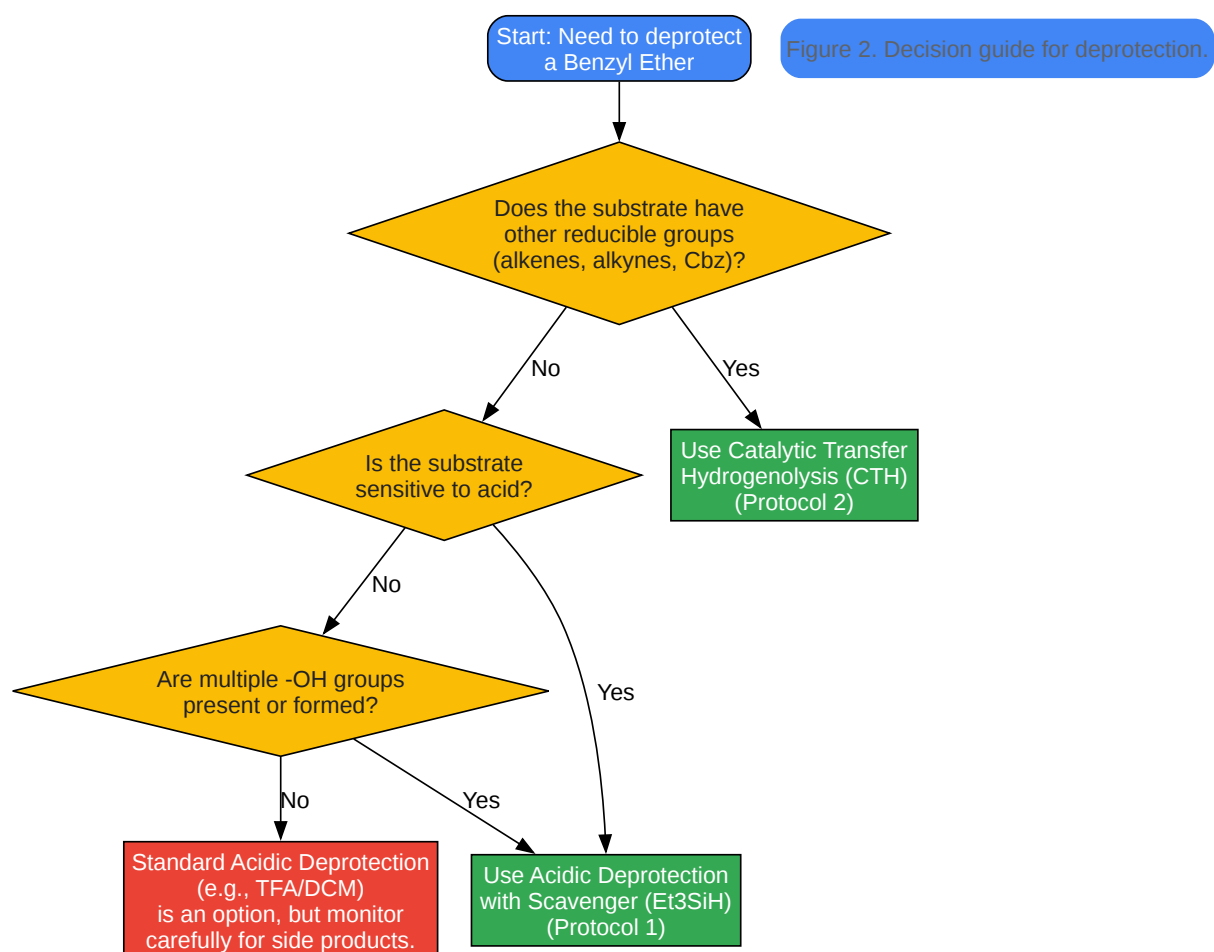 Start: Need to deprotect
a Benzyl Ether
Figure 2. Decision guide for deprotection.
Does the substrate have
other reducible groups
(alkenes, alkynes, Cbz)?
No
Yes
Is the substrate
sensitive to acid?
Use Catalytic Transfer
Hydrogenolysis (CTH)
(Protocol 2)
No
Yes
Are multiple -OH groups
present or formed?
No
Yes
Standard Acidic Deprotection
(e.g., TFA/DCM)
is an option, but monitor
carefully for side products.
Use Acidic Deprotection
with Scavenger (Et3SiH)
(Protocol 1)